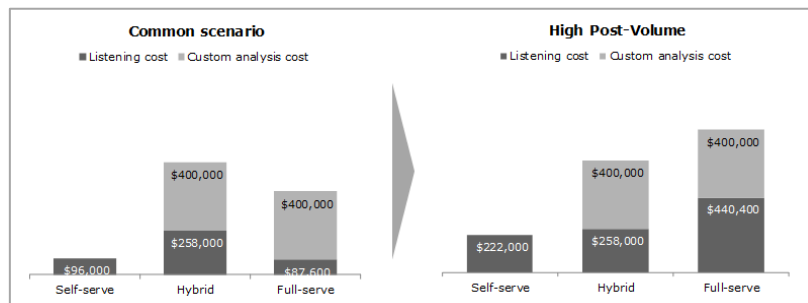 Common scenario
Listening cost Custom analysis cost
$400,000
$400,000
$258,000
$96,000
$87,600
Self-serve Hybrid Full-serve
High Post-Volume
Listening cost Custom analysis cost
$400,000
$400,000
$440,400
$222,000
$258,000
Self-serve Hybrid Full-serve